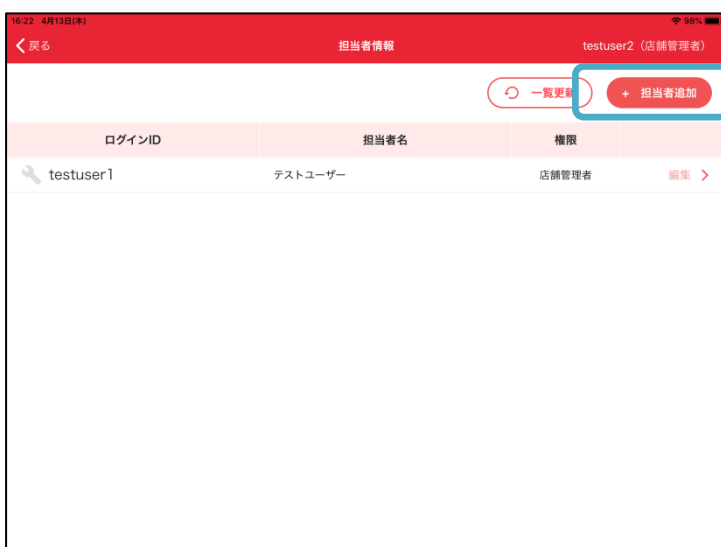 16:22 4月13日(木) 98%
戻る 担当者情報 testuser2（店舗管理者）
一覧更新 + 担当者追加
ログインID 担当者名 権限
testuser1 テストユーザー 店舗管理者 編集